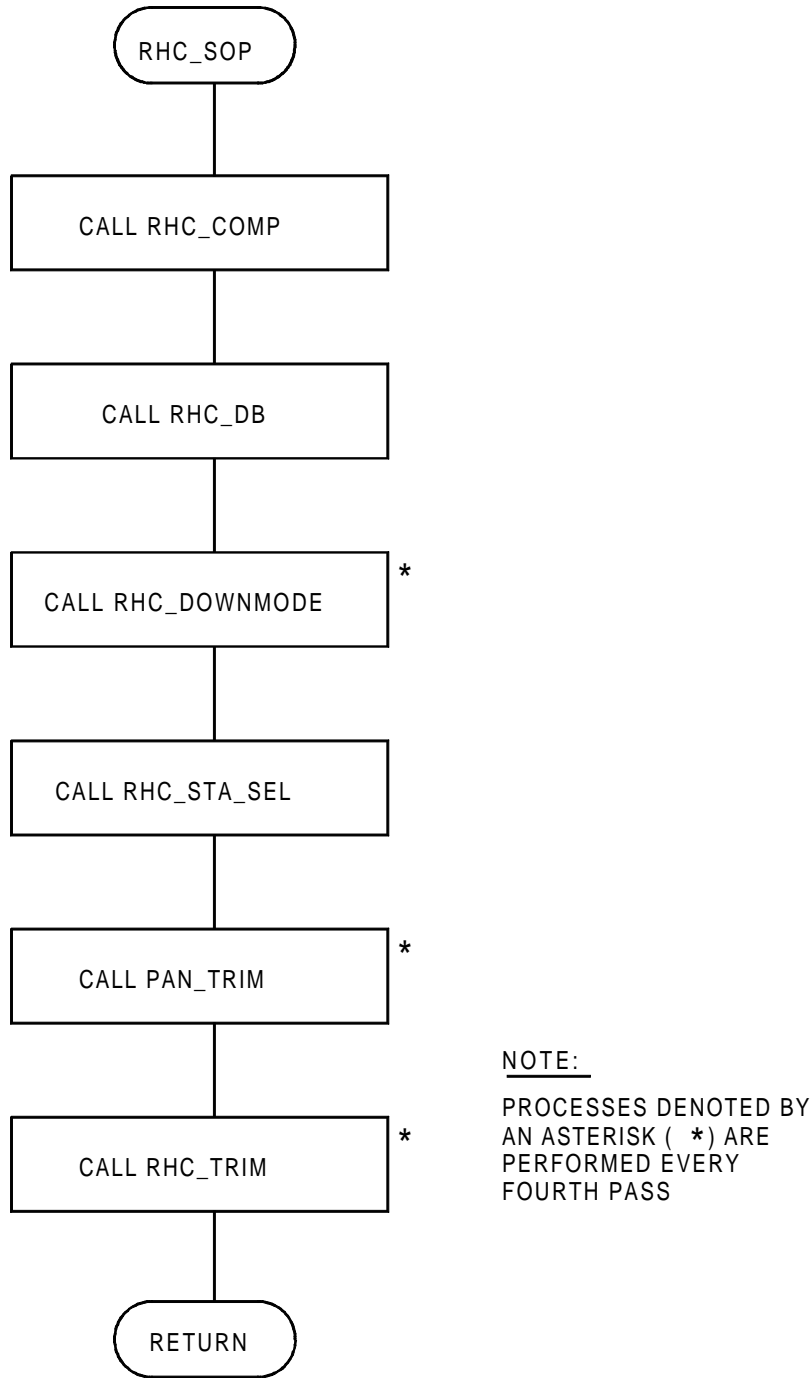 RHC_SOP
CALL RHC_COMP
CALL RHC_DB
CALL RHC_DOWNMODE *
CALL RHC_STA_SEL
CALL PAN_TRIM *
CALL RHC_TRIM *
RETURN
NOTE:
PROCESSES DENOTED BY
AN ASTERISK ( *) ARE
PERFORMED EVERY
FOURTH PASS